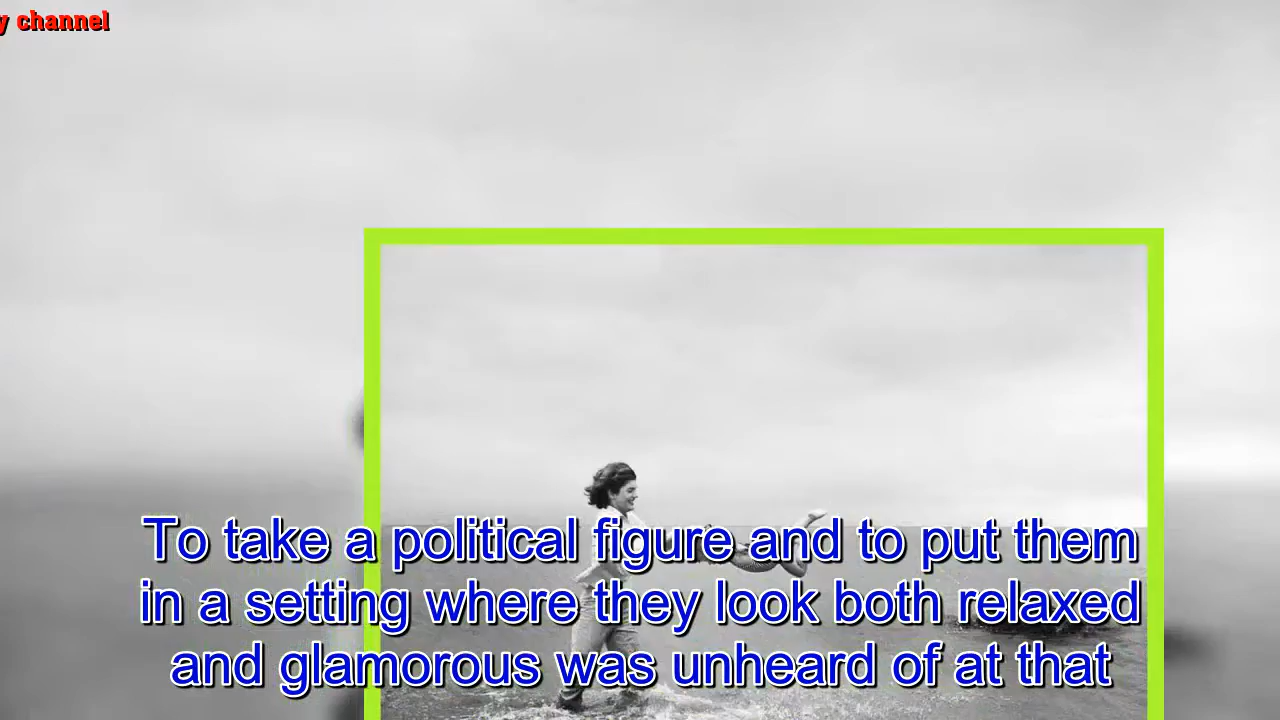 y channel
To take a political figure and to put them
in a setting where they look both relaxed
and glamorous was unheard of at that